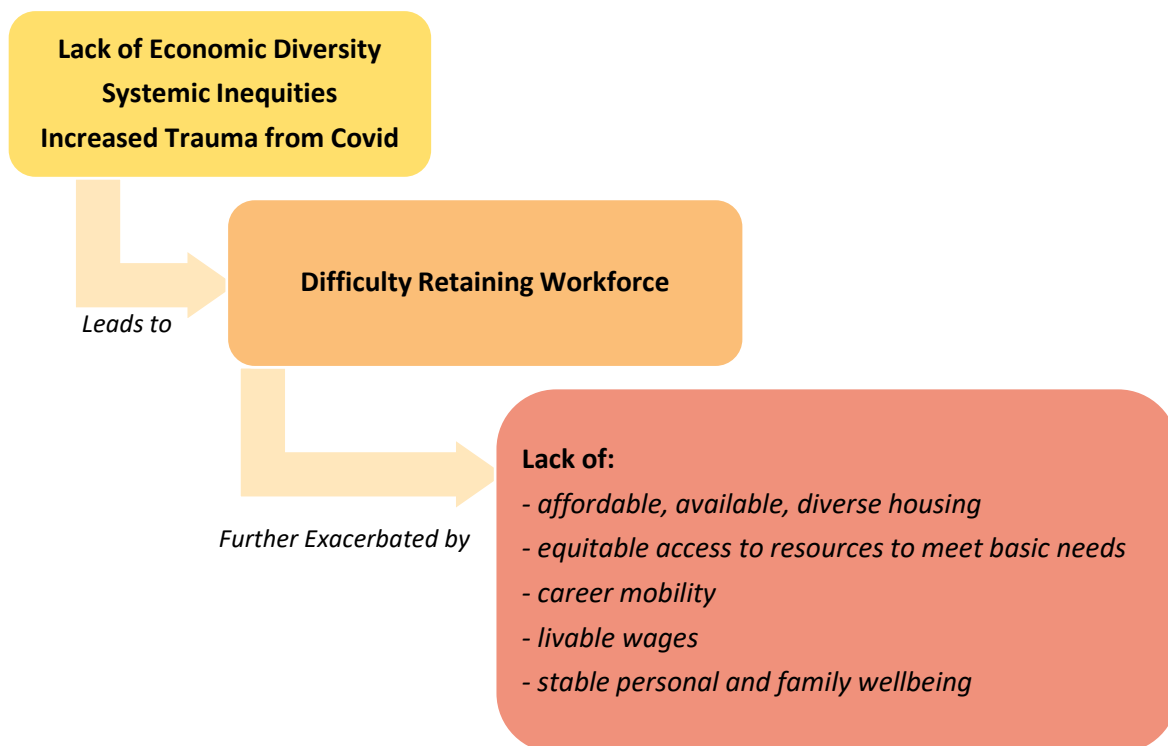 Lack of Economic Diversity
Systemic Inequities
Increased Trauma from Covid
Leads to
Difficulty Retaining Workforce
Further Exacerbated by
Lack of:
- affordable, available, diverse housing
- equitable access to resources to meet basic needs
- career mobility
- livable wages
- stable personal and family wellbeing